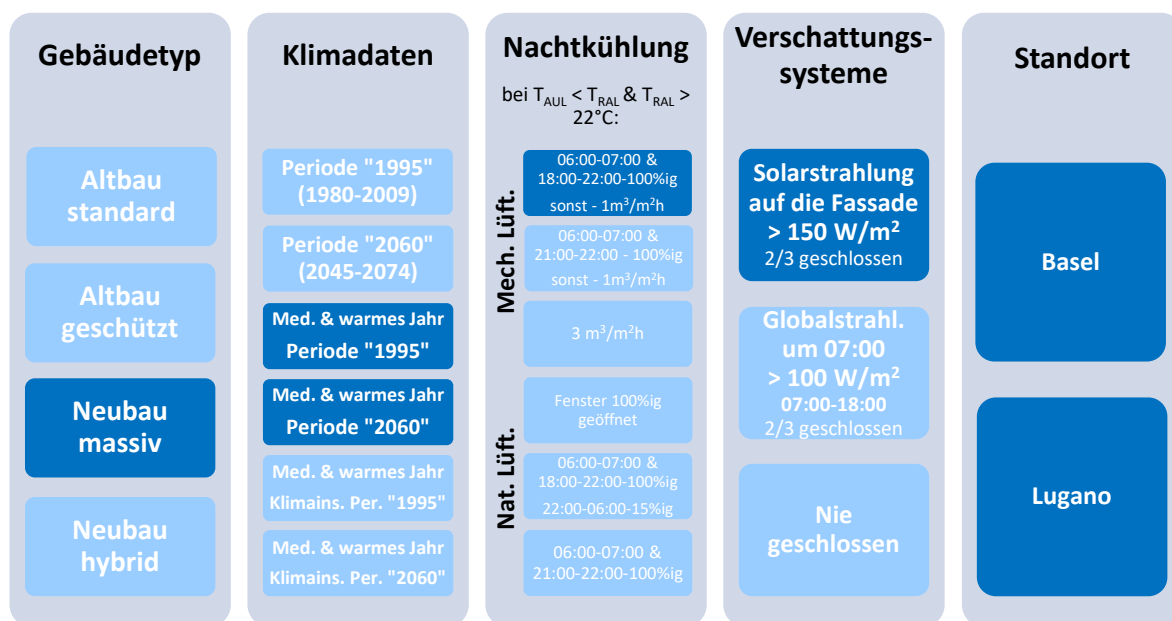 Gebäudetyp
Altbau
standard
Altbau
geschützt
Neubau
massiv
Neubau
hybrid
Klimadaten
Periode "1995"
(1980-2009)
Periode "2060"
(2045-2074)
Med. & warmes Jahr
Periode "1995"
Med. & warmes Jahr
Periode "2060"
Med. & warmes Jahr
Klimains. Per. "1995"
Med. & warmes Jahr
Klimains. Per. "2060"
Nachtkühlung
bei T_AUL < T_RAL & T_RAL >
22°C:
Mech. Lüft.
06:00-07:00 &
18:00-22:00-100%ig
sonst - 1m³/m²h
06:00-07:00 &
21:00-22:00 - 100%ig
sonst - 1m³/m²h
3 m³/m²h
Nat. Lüft.
Fenster 100%ig
geöffnet
06:00-07:00 &
18:00-22:00-100%ig
22:00-06:00-15%ig
06:00-07:00 &
21:00-22:00-100%ig
Verschattungs-
systeme
Solarstrahlung
auf die Fassade
> 150 W/m²
2/3 geschlossen
Globalstrahl.
um 07:00
> 100 W/m²
07:00-18:00
2/3 geschlossen
Nie
geschlossen
Standort
Basel
Lugano